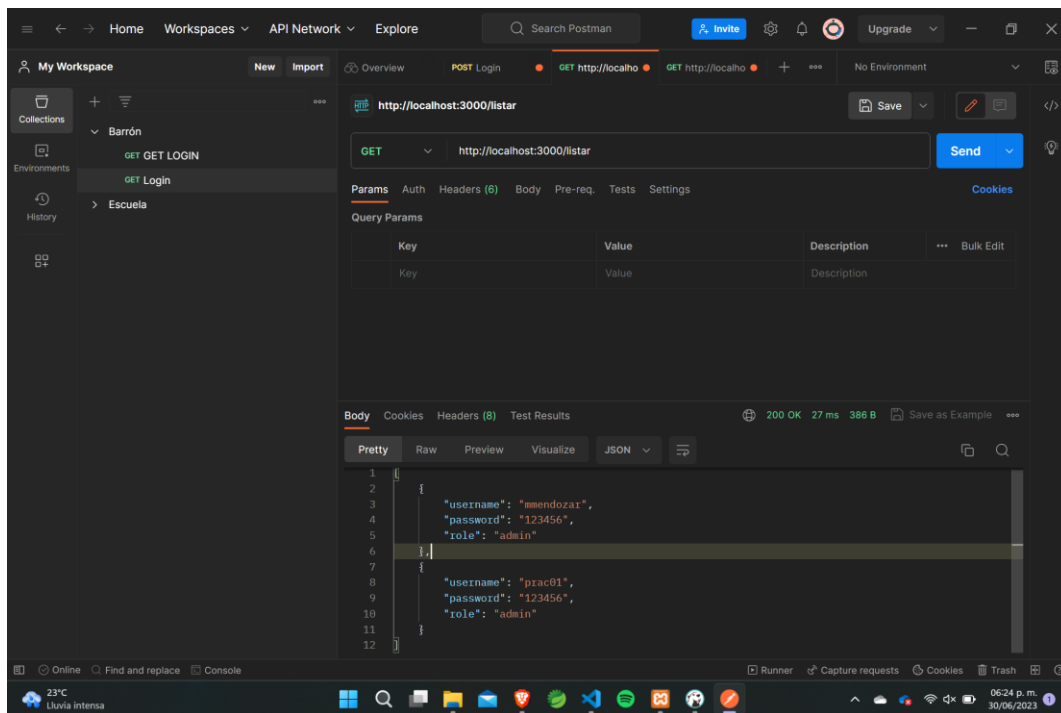 Home Workspaces API Network Explore Search Postman Invite Upgrade
My Workspace New Import Overview POST Login GET http://localho GET http://localho No Environment
Collections
Environments
History
Barrón
GET GET LOGIN
GET Login
Escuela
HTTP http://localhost:3000/listar Save
GET http://localhost:3000/listar Send
Params Auth Headers (6) Body Pre-req. Tests Settings Cookies
Query Params
Key Value Description Bulk Edit
Key Value Description
Body Cookies Headers (8) Test Results 200 OK 27 ms 386 B Save as Example
Pretty Raw Preview Visualize JSON
1 [
2 {
3 "username": "mmendozar",
4 "password": "123456",
5 "role": "admin"
6 },
7 {
8 "username": "prac01",
9 "password": "123456",
10 "role": "admin"
11 }
12 ]
Online Find and replace Console Runner Capture requests Cookies Trash
23°C
Lluvia intensa
06:24 p. m.
30/06/2023 1